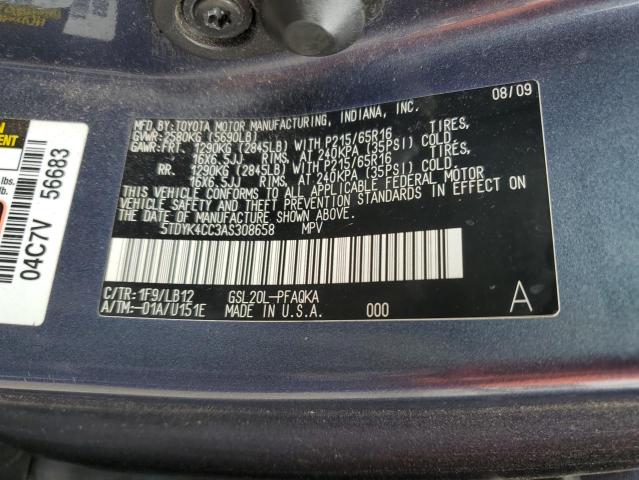 MFD.BY:TOYOTA MOTOR MANUFACTURING, INDIANA, INC. 08/09
GVWR:2580KG (5690LB)
GAWR:FRT. 1290KG (2845LB) WITH P215/65R16 TIRES,
16X6.5JJ RIMS, AT 240KPA (35PSI) COLD.
RR. 1290KG (2845LB) WITH P215/65R16 TIRES,
16X6.5JJ RIMS, AT 240KPA (35PSI) COLD.
THIS VEHICLE CONFORMS TO ALL APPLICABLE FEDERAL MOTOR
VEHICLE SAFETY AND THEFT PREVENTION STANDARDS IN EFFECT
ON THE DATE OF MANUFACTURE SHOWN ABOVE.
5TDYK4CC3AS308658 MPV
C/TR:1F9/LB12 GSL20L-PFAQKA
A/TM:-01A/U151E MADE IN U.S.A. 000 A
04C7V 56683
lbs.